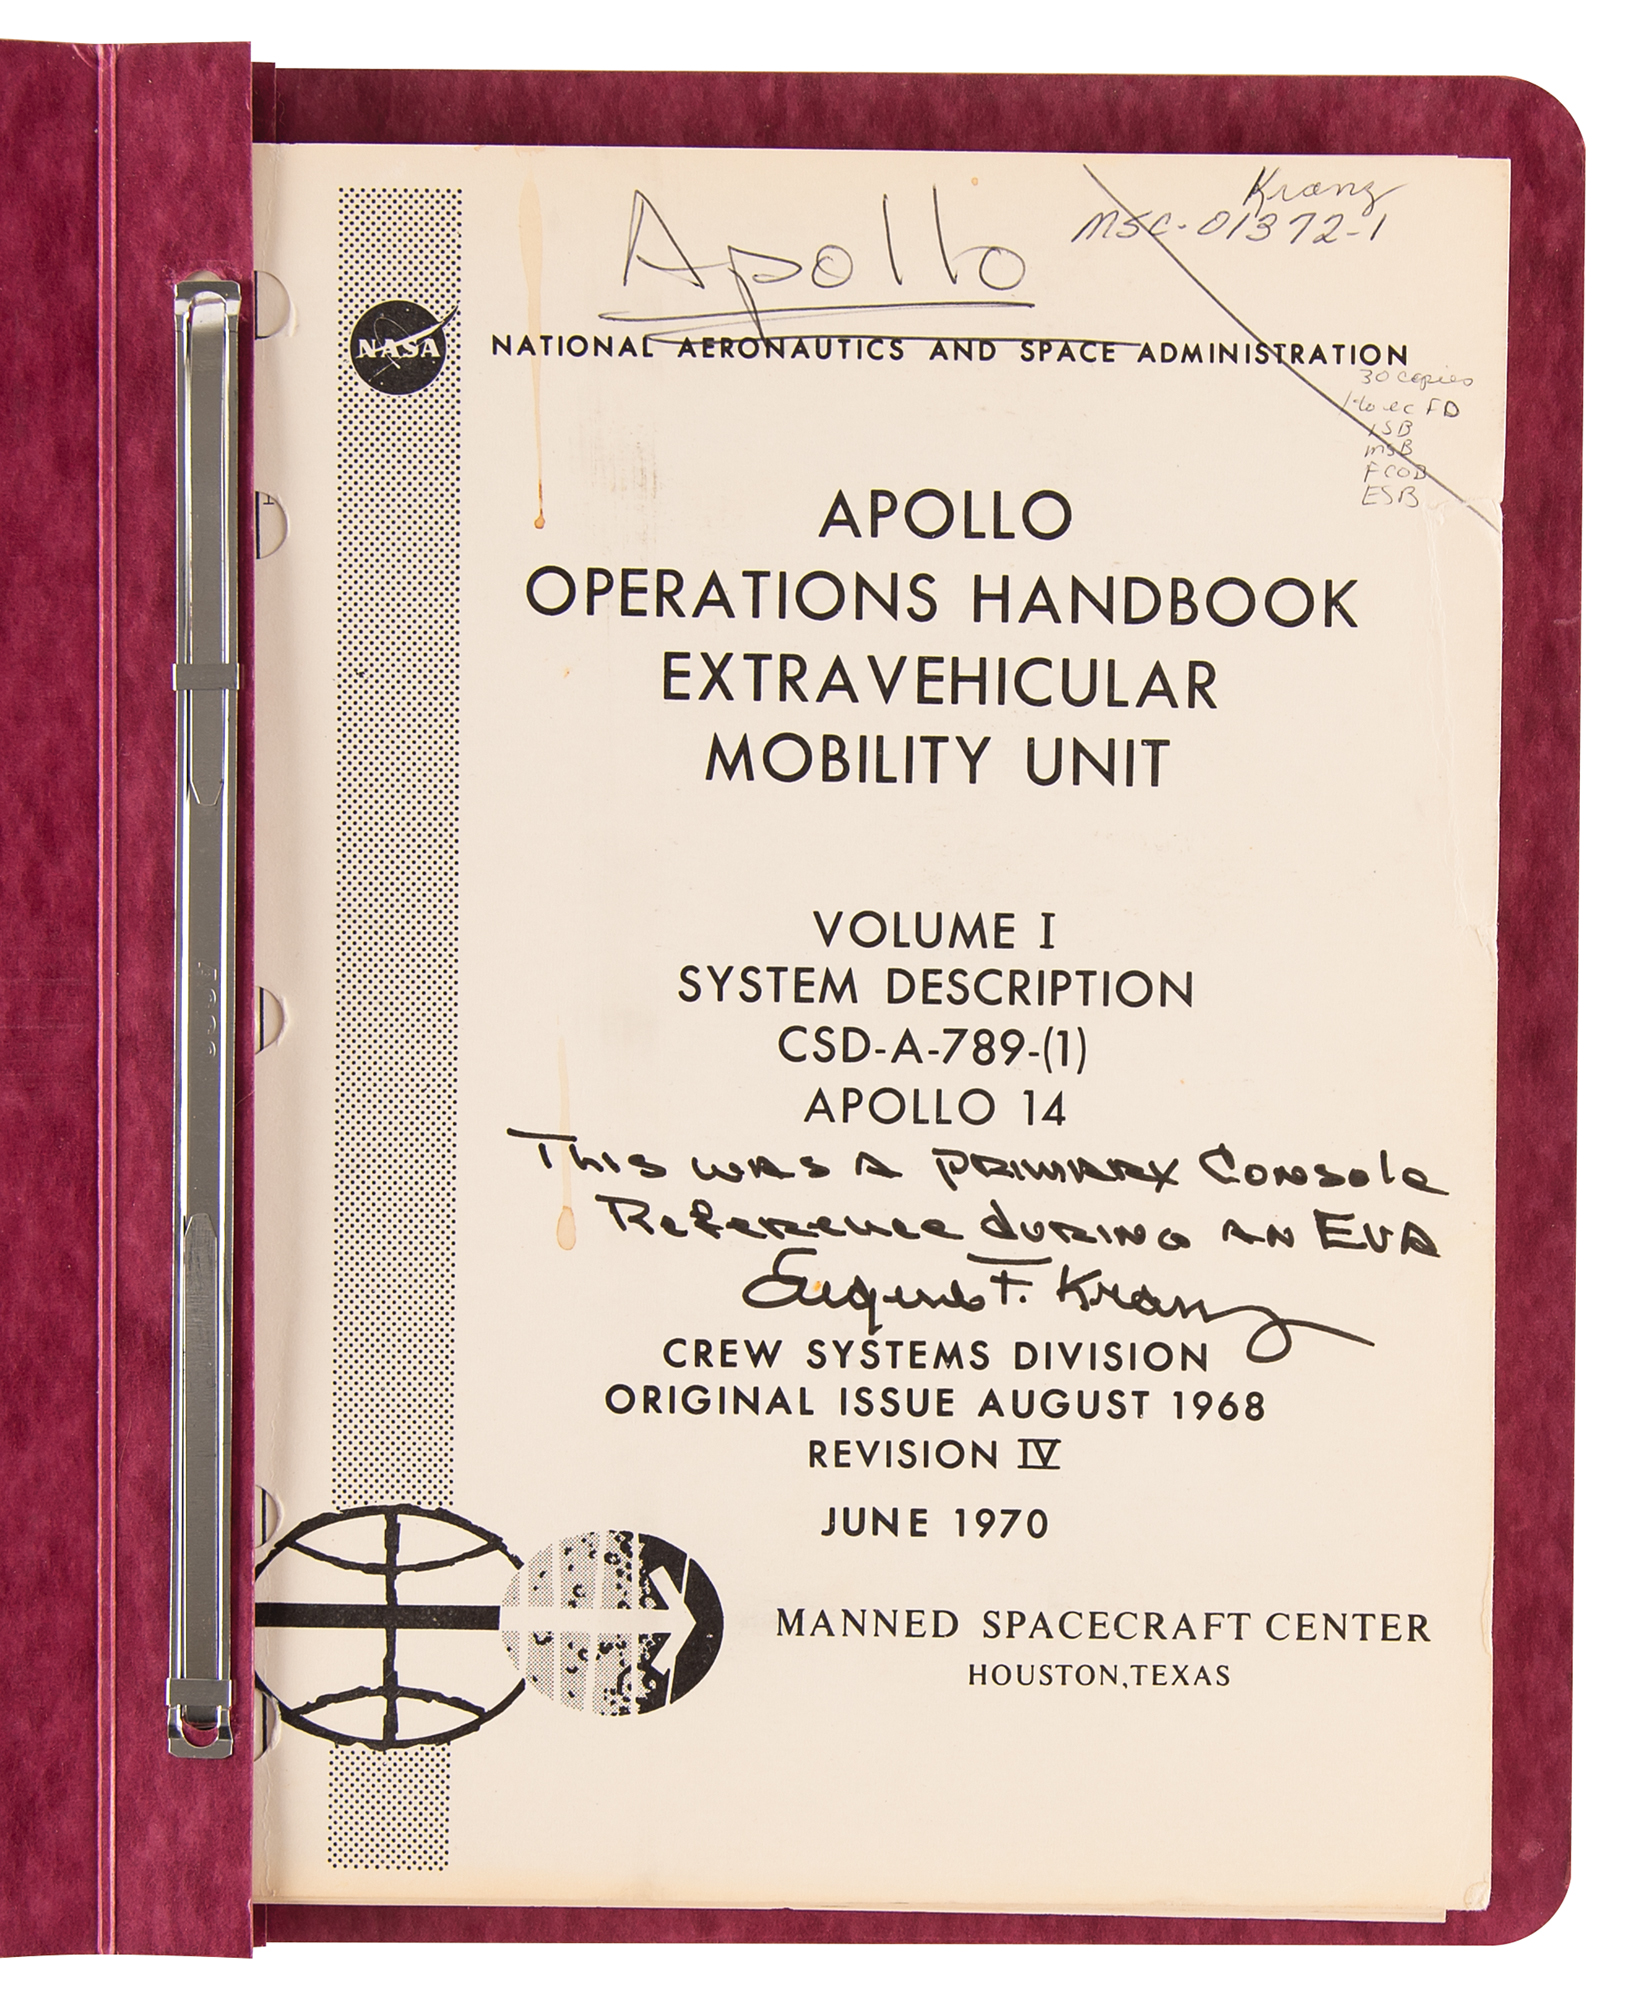 Kranz
Apollo
MSC-01372-1
NASA
NATIONAL AERONAUTICS AND SPACE ADMINISTRATION
30 copies
FD
MSB
FCOB
ESB
APOLLO
OPERATIONS HANDBOOK
EXTRAVEHICULAR
MOBILITY UNIT
VOLUME I
SYSTEM DESCRIPTION
CSD-A-789-(1)
APOLLO 14
This was a primary Console
Reference during an EVA
Eugene F. Kranz
CREW SYSTEMS DIVISION
ORIGINAL ISSUE AUGUST 1968
REVISION IV
JUNE 1970
MANNED SPACECRAFT CENTER
HOUSTON, TEXAS